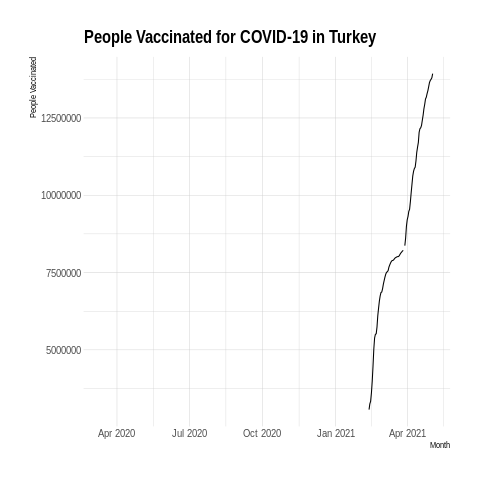 People Vaccinated for COVID-19 in Turkey
People Vaccinated
12500000
10000000
7500000
5000000
Apr 2020 Jul 2020 Oct 2020 Jan 2021 Apr 2021
Month